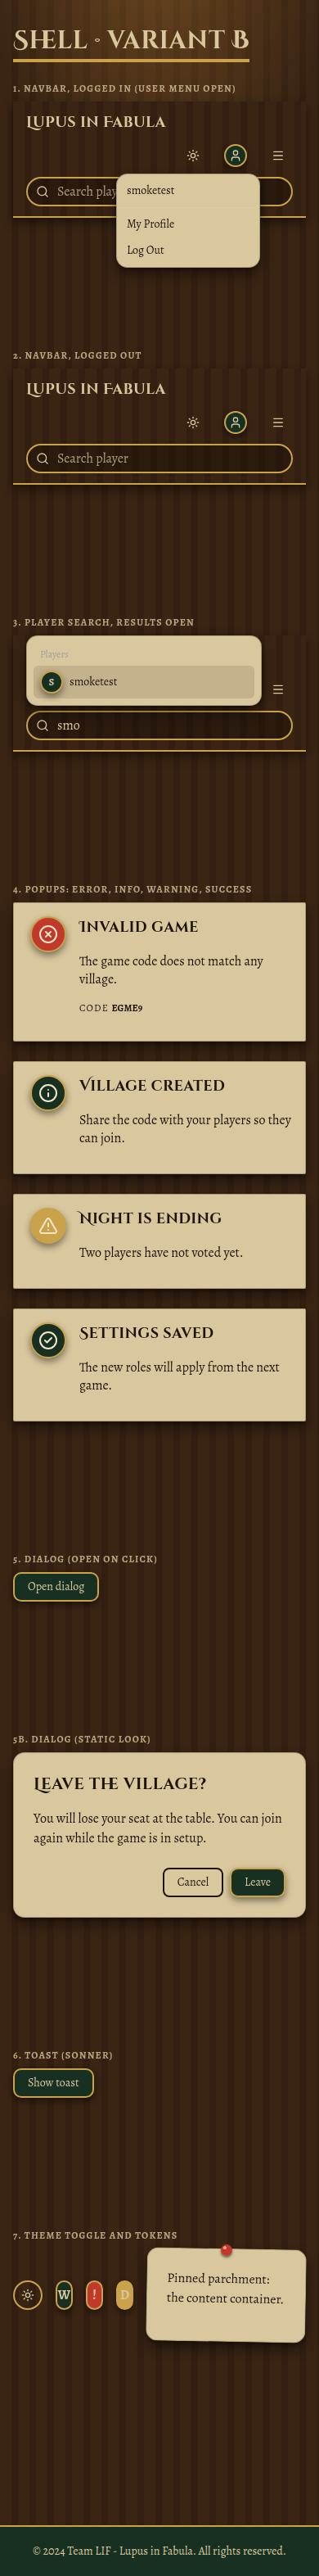 SHELL · VARIANT B
1. NAVBAR, LOGGED IN (USER MENU OPEN)
LUPUS IN FABULA
Search play
smoketest
My Profile
Log Out
2. NAVBAR, LOGGED OUT
LUPUS IN FABULA
Search player
3. PLAYER SEARCH, RESULTS OPEN
Players
S smoketest
smo
4. POPUPS: ERROR, INFO, WARNING, SUCCESS
INVALID GAME
The game code does not match any
village.
CODE EGME9
VILLAGE CREATED
Share the code with your players so they
can join.
NIGHT IS ENDING
Two players have not voted yet.
SETTINGS SAVED
The new roles will apply from the next
game.
5. DIALOG (OPEN ON CLICK)
Open dialog
5B. DIALOG (STATIC LOOK)
LEAVE THE VILLAGE?
You will lose your seat at the table. You can join
again while the game is in setup.
Cancel Leave
6. TOAST (SONNER)
Show toast
7. THEME TOGGLE AND TOKENS
W ! D
Pinned parchment:
the content container.
© 2024 Team LIF - Lupus in Fabula. All rights reserved.